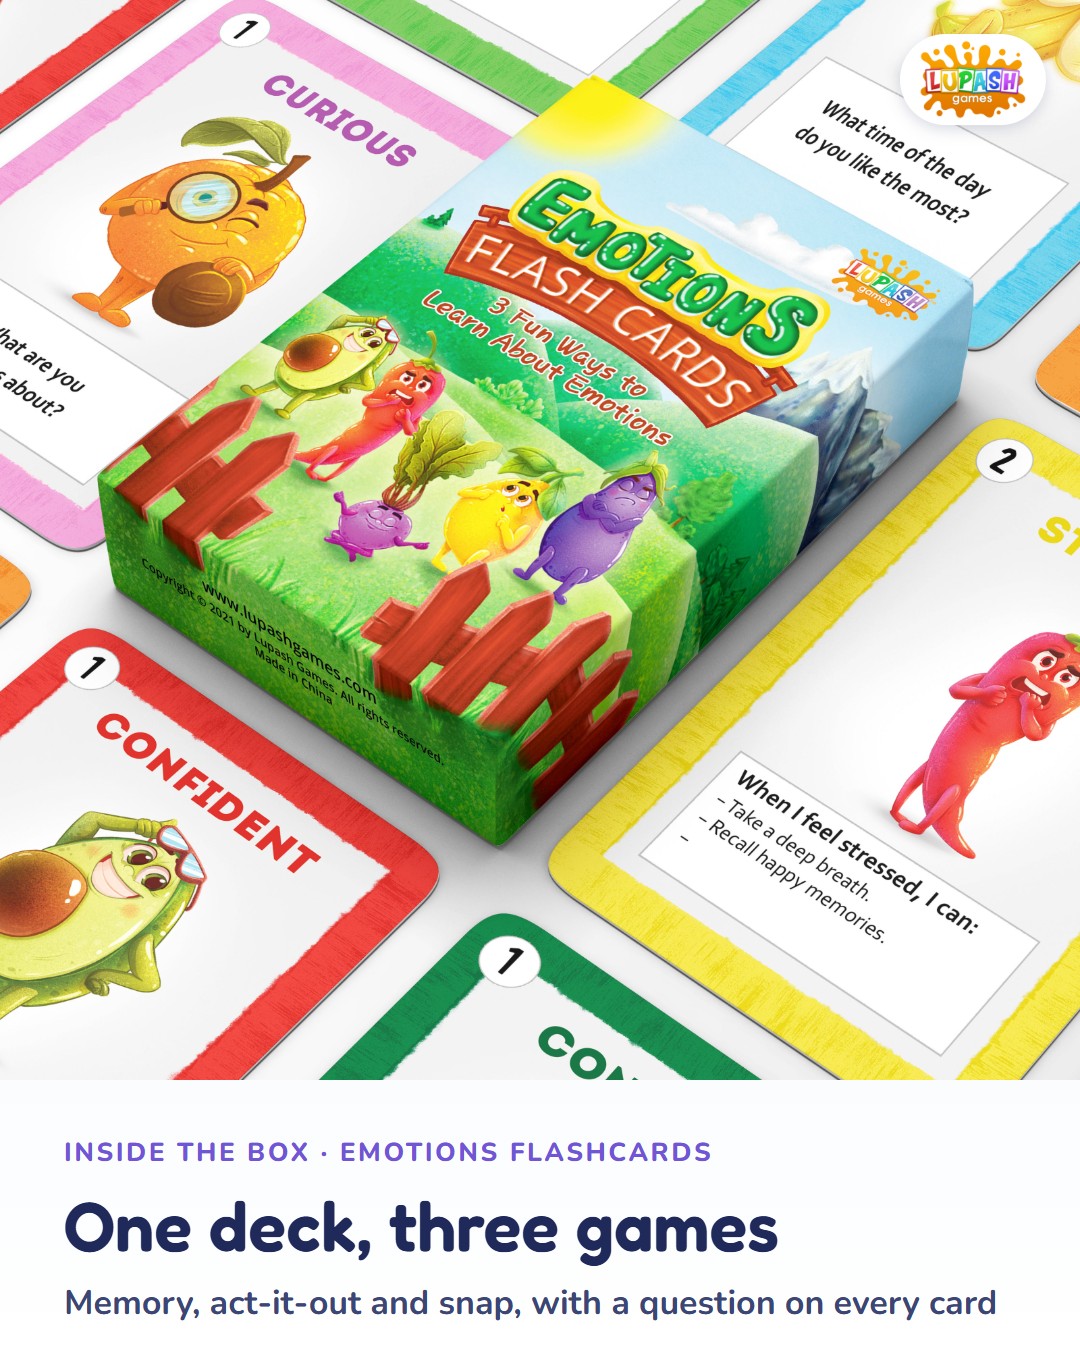 1
CURIOUS
LUPASH
games
What time of the day
do you like the most?
EMOTIONS
FLASH CARDS
3 Fun Ways to
Learn About Emotions
LUPASH
games
hat are you
s about?
2
ST
www.lupashgames.com
Copyright © 2021 by Lupash Games. All rights reserved.
Made in China
1
CONFIDENT
When I feel stressed, I can:
- Take a deep breath.
- Recall happy memories.
-
1
CON
INSIDE THE BOX · EMOTIONS FLASHCARDS
One deck, three games
Memory, act-it-out and snap, with a question on every card